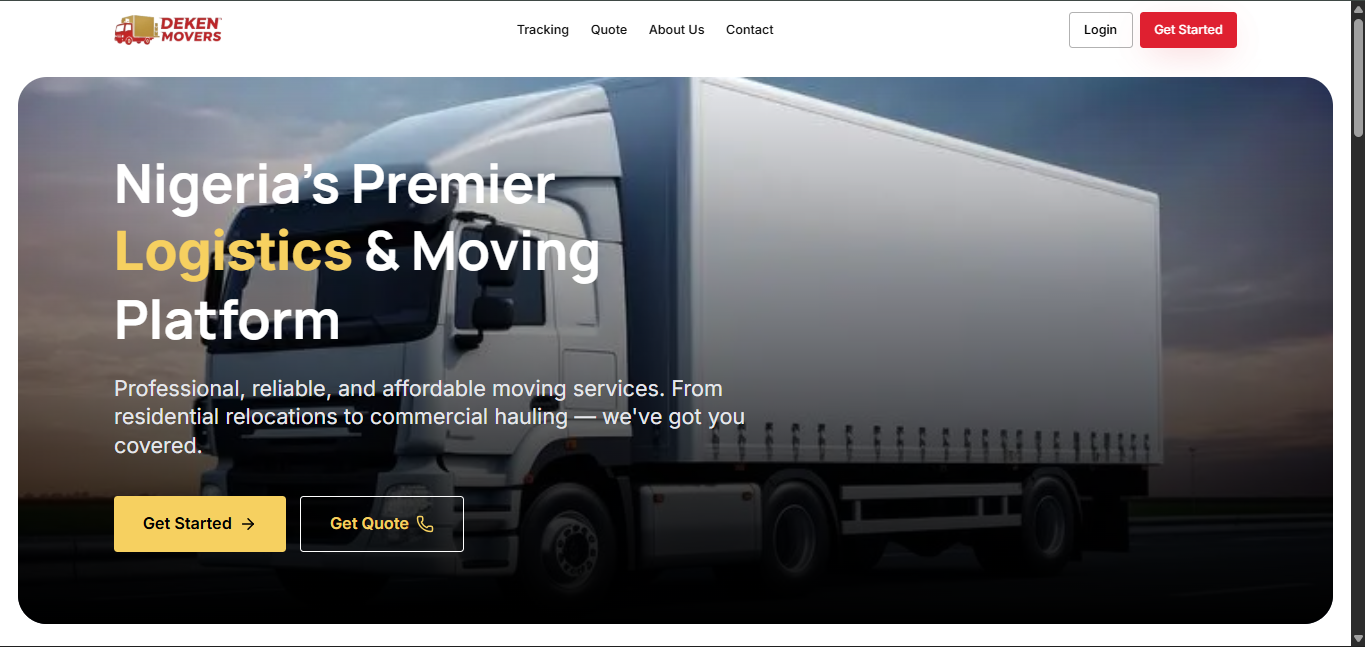 DEKEN
MOVERS
Tracking
Quote
About Us
Contact
Login
Get Started
Nigeria’s Premier
Logistics & Moving
Platform
Professional, reliable, and affordable moving services. From
residential relocations to commercial hauling — we've got you
covered.
Get Started
Get Quote